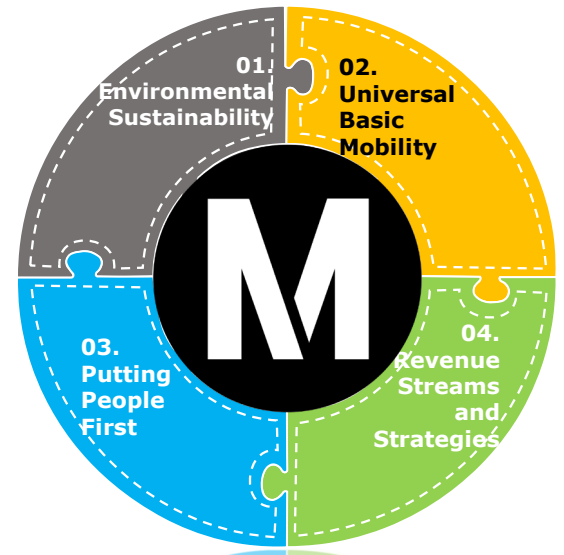 01.
Environmental
Sustainability
02.
Universal
Basic
Mobility
M
03.
Putting
People
First
04.
Revenue
Streams
and
Strategies